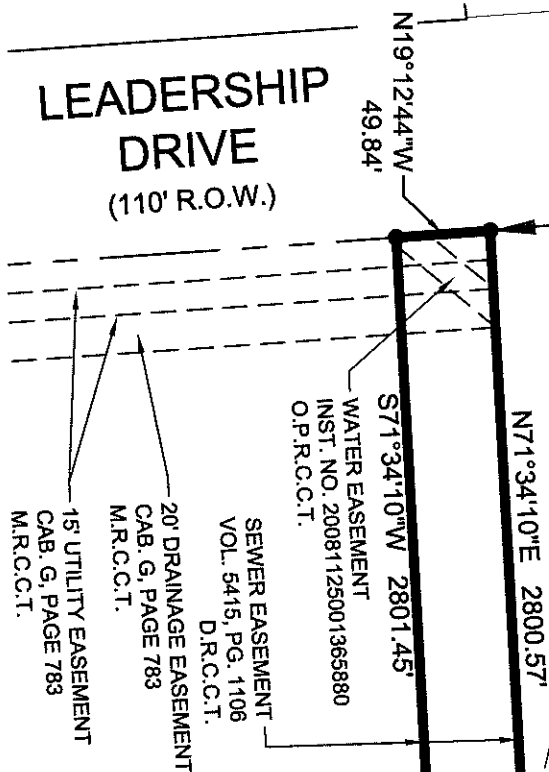 LEADERSHIP
DRIVE
(110' R.O.W.)
N19°12'44"W
49.84'
N71°34'10"E 2800.57'
S71°34'10"W 2801.45'
WATER EASEMENT
INST. NO. 20081125001365880
O.P.R.C.C.T.
SEWER EASEMENT
VOL. 5415, PG. 1106
D.R.C.C.T.
20' DRAINAGE EASEMENT
CAB. G, PAGE 783
M.R.C.C.T.
15' UTILITY EASEMENT
CAB. G, PAGE 783
M.R.C.C.T.